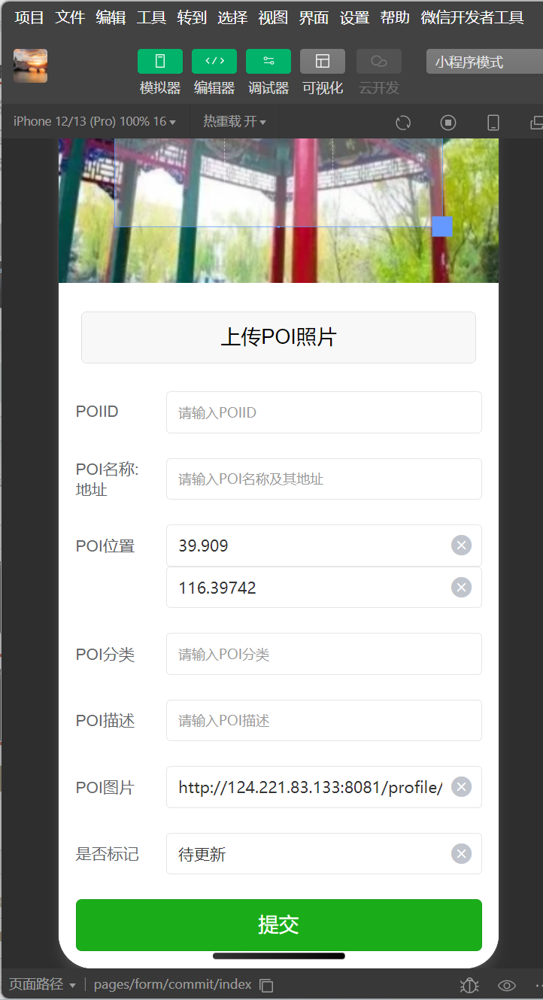 项目 文件 编辑 工具 转到 选择 视图 界面 设置 帮助 微信开发者工具
模拟器 编辑器 调试器 可视化 云开发 小程序模式
iPhone 12/13 (Pro) 100% 16 热重载 开
上传POI照片
POIID 请输入POIID
POI名称:
地址 请输入POI名称及其地址
POI位置 39.909
116.39742
POI分类 请输入POI分类
POI描述 请输入POI描述
POI图片 http://124.221.83.133:8081/profile/
是否标记 待更新
提交
页面路径 pages/form/commit/index